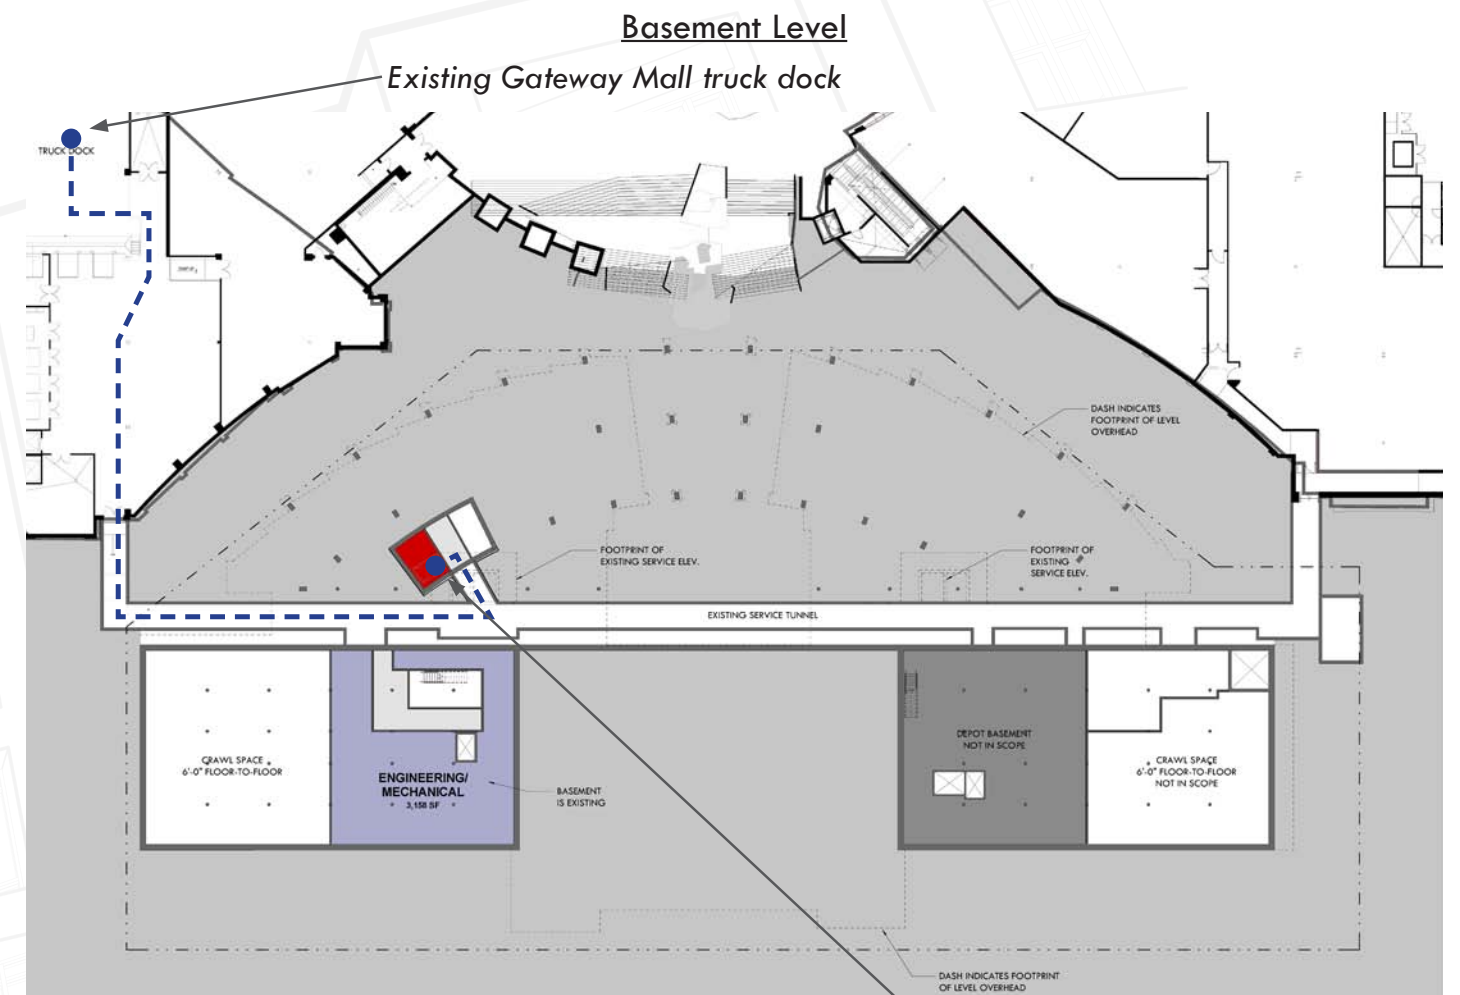 Basement Level
Existing Gateway Mall truck dock
TRUCK DOCK
DASH INDICATES
FOOTPRINT OF LEVEL
OVERHEAD
FOOTPRINT OF
EXISTING SERVICE ELEV.
FOOTPRINT OF
EXISTING
SERVICE ELEV.
EXISTING SERVICE TUNNEL
CRAWL SPACE
6'-0" FLOOR-TO-FLOOR
ENGINEERING/
MECHANICAL
3,158 SF
BASEMENT
IS EXISTING
DEPOT BASEMENT
NOT IN SCOPE
CRAWL SPACE
6'-0" FLOOR-TO-FLOOR
NOT IN SCOPE
DASH INDICATES FOOTPRINT
OF LEVEL OVERHEAD